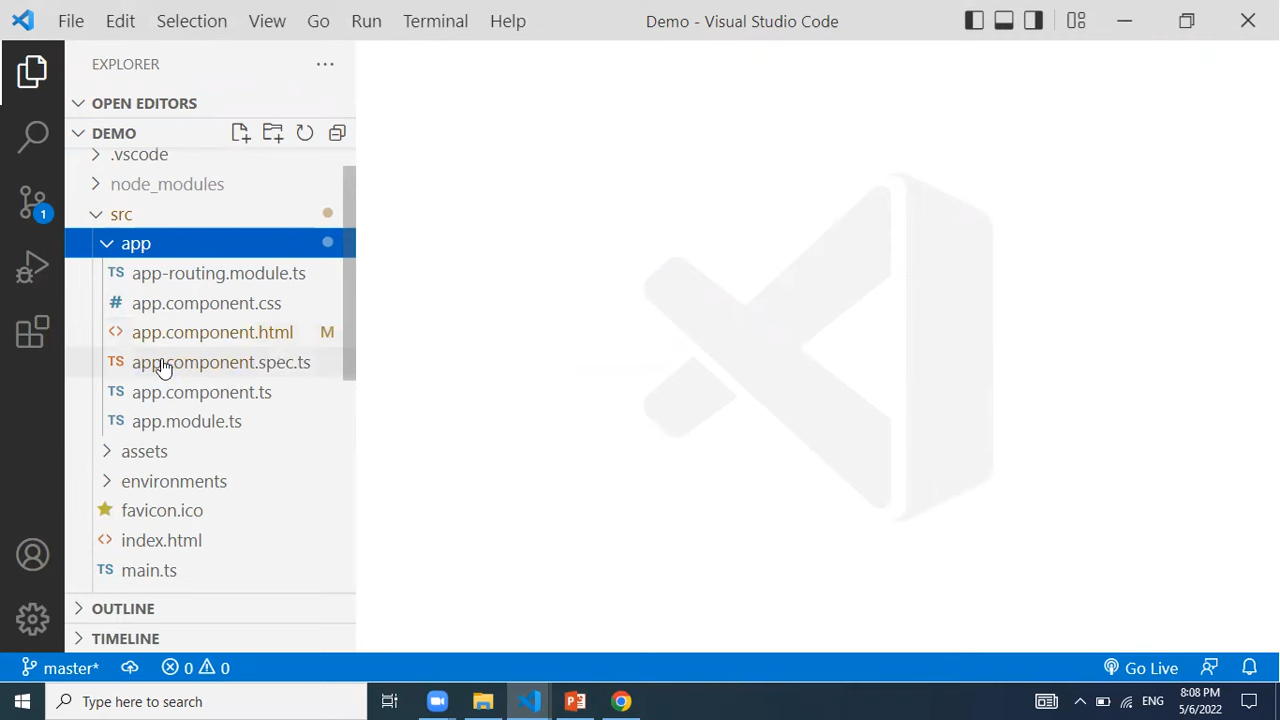 File Edit Selection View Go Run Terminal Help Demo - Visual Studio Code
EXPLORER
OPEN EDITORS
DEMO
.vscode
node_modules
src
app
TS app-routing.module.ts
# app.component.css
<> app.component.html M
TS app.component.spec.ts
TS app.component.ts
TS app.module.ts
assets
environments
favicon.ico
<> index.html
TS main.ts
1
OUTLINE
TIMELINE
master* 0 0 Go Live
Type here to search
ENG
8:08 PM
5/6/2022